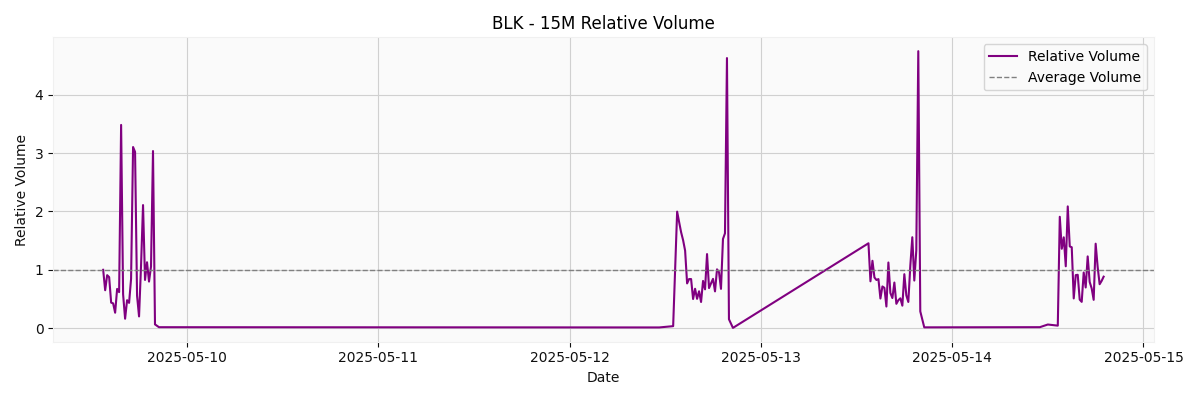 BLK - 15M Relative Volume
Relative Volume
Average Volume
Relative Volume
4
3
2
1
0
2025-05-10
2025-05-11
2025-05-12
2025-05-13
2025-05-14
2025-05-15
Date